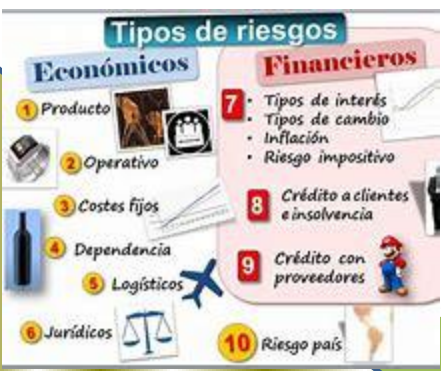 Tipos de riesgos
Económicos
1 Producto
2 Operativo
3 Costes fijos
4 Dependencia
5 Logísticos
6 Jurídicos
Financieros
7 · Tipos de interés
· Tipos de cambio
· Inflación
· Riesgo impositivo
8 Crédito a clientes
e insolvencia
9 Crédito con
proveedores
10 Riesgo país